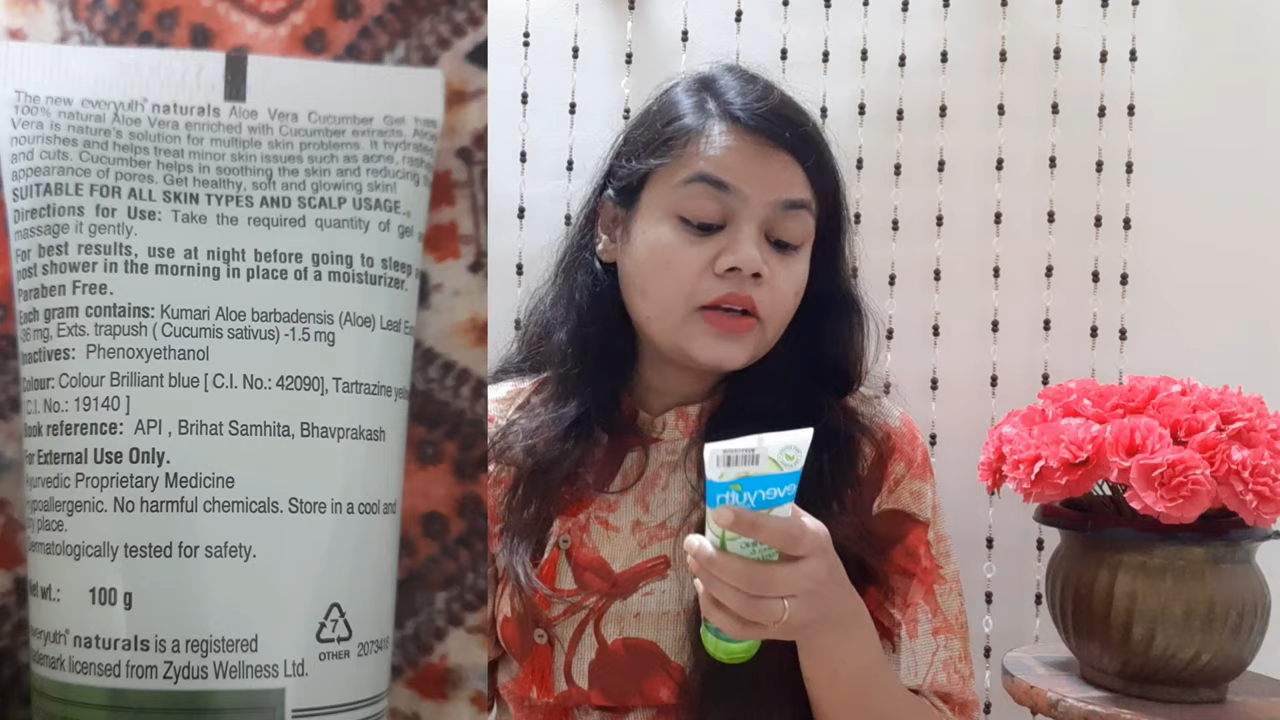 The new everyuth naturals Aloe Vera Cucumber Gel has
100% natural Aloe Vera enriched with Cucumber extracts. Aloe
Vera is nature's solution for multiple skin problems. It hydrates
nourishes and helps treat minor skin issues such as acne,
and cuts. Cucumber helps in soothing the skin and reducing
appearance of pores. Get healthy, soft and glowing skin!
SUITABLE FOR ALL SKIN TYPES AND SCALP USAGE.
Directions for Use: Take the required quantity of gel
massage it gently.
For best results, use at night before going to sleep
post shower in the morning in place of a moisturizer.
Paraben Free.
Each gram contains: Kumari Aloe barbadensis (Aloe) Leaf
36 mg, Exts. trapush ( Cucumis sativus) -1.5 mg
Inactives: Phenoxyethanol
Colour: Colour Brilliant blue [ C.I. No.: 42090], Tartrazine yellow
[C.I. No.: 19140 ]
Book reference: API , Brihat Samhita, Bhavprakash
For External Use Only.
Ayurvedic Proprietary Medicine
Hypoallergenic. No harmful chemicals. Store in a cool and
dry place.
Dermatologically tested for safety.
Net wt.: 100 g
7
OTHER
everyuth naturals is a registered
trademark licensed from Zydus Wellness Ltd.
everyuth